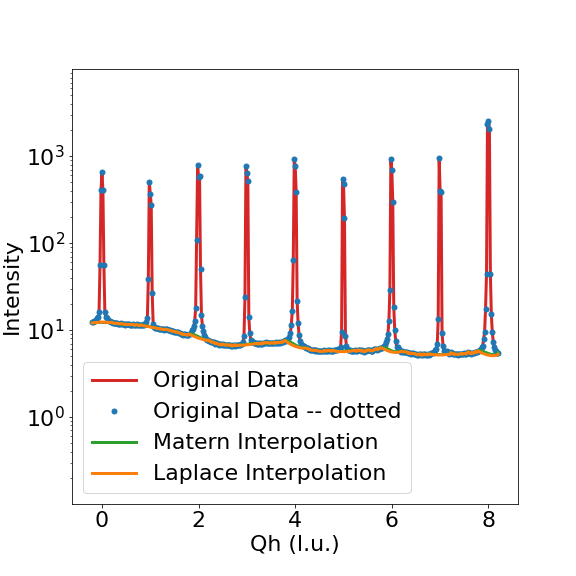 10³
10²
10¹
10⁰
Intensity
Original Data
Original Data -- dotted
Matern Interpolation
Laplace Interpolation
0 2 4 6 8
Qh (l.u.)